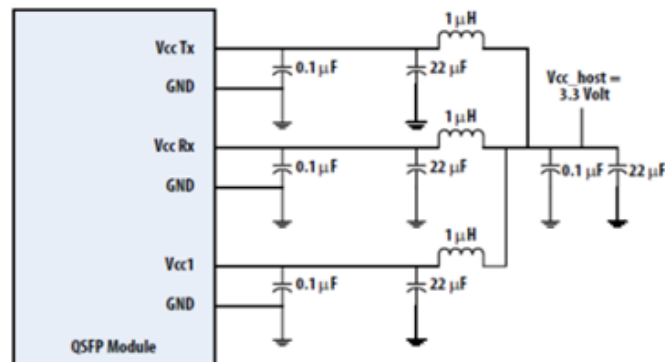 1 μH
Vcc Tx
0.1 μF
22 μF
GND
Vcc_host =
3.3 Volt
1 μH
Vcc Rx
0.1 μF
22 μF
0.1 μF
22 μF
GND
1 μH
Vcc1
0.1 μF
22 μF
GND
QSFP Module